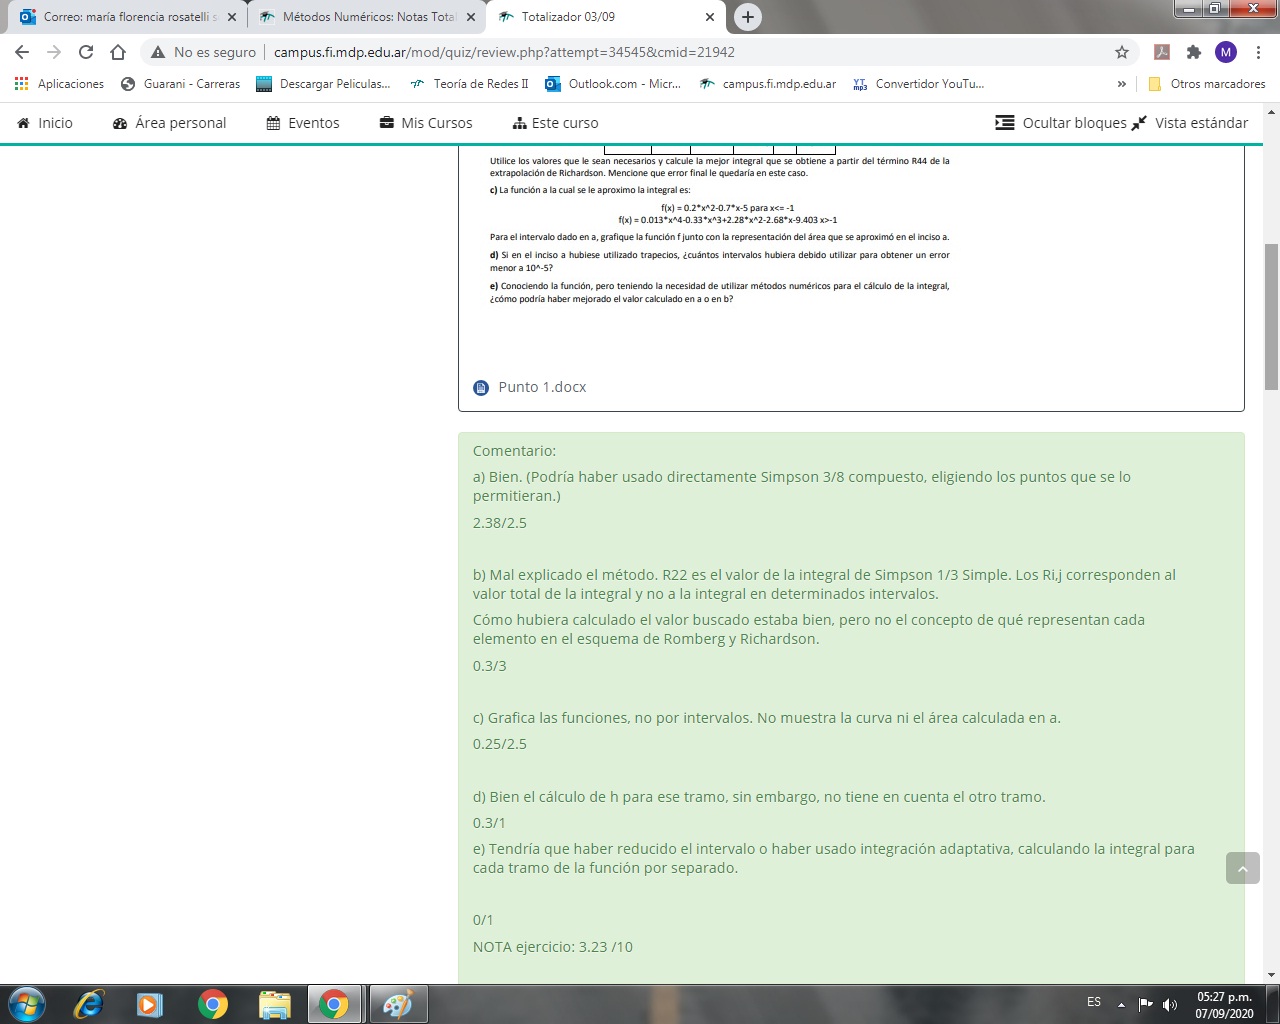 Correo: maría florencia rosatelli s
Métodos Numéricos: Notas Total
Totalizador 03/09
No es seguro
campus.fi.mdp.edu.ar/mod/quiz/review.php?attempt=34545&cmid=21942
M
Aplicaciones
Guarani - Carreras
Descargar Peliculas...
Teoría de Redes II
Outlook.com - Micr...
campus.fi.mdp.edu.ar
YT mp3
Convertidor YouTu...
»
Otros marcadores
Inicio
Área personal
Eventos
Mis Cursos
Este curso
Ocultar bloques
Vista estándar
Utilice los valores que le sean necesarios y calcule la mejor integral que se obtiene a partir del término R44 de la
extrapolación de Richardson. Mencione que error final le quedaría en este caso.
c) La función a la cual se le aproximo la integral es:
f(x) = 0.2*x^2-0.7*x-5 para x<= -1
f(x) = 0.013*x^4-0.33*x^3+2.28*x^2-2.68*x-9.403 x>-1
Para el intervalo dado en a, grafique la función f junto con la representación del área que se aproximó en el inciso a.
d) Si en el inciso a hubiese utilizado trapecios, ¿cuántos intervalos hubiera debido utilizar para obtener un error
menor a 10^-5?
e) Conociendo la función, pero teniendo la necesidad de utilizar métodos numéricos para el cálculo de la integral,
¿cómo podría haber mejorado el valor calculado en a o en b?
Punto 1.docx
Comentario:
a) Bien. (Podría haber usado directamente Simpson 3/8 compuesto, eligiendo los puntos que se lo
permitieran.)
2.38/2.5
b) Mal explicado el método. R22 es el valor de la integral de Simpson 1/3 Simple. Los Ri,j corresponden al
valor total de la integral y no a la integral en determinados intervalos.
Cómo hubiera calculado el valor buscado estaba bien, pero no el concepto de qué representan cada
elemento en el esquema de Romberg y Richardson.
0.3/3
c) Grafica las funciones, no por intervalos. No muestra la curva ni el área calculada en a.
0.25/2.5
d) Bien el cálculo de h para ese tramo, sin embargo, no tiene en cuenta el otro tramo.
0.3/1
e) Tendría que haber reducido el intervalo o haber usado integración adaptativa, calculando la integral para
cada tramo de la función por separado.
0/1
NOTA ejercicio: 3.23 /10
ES
05:27 p.m.
07/09/2020